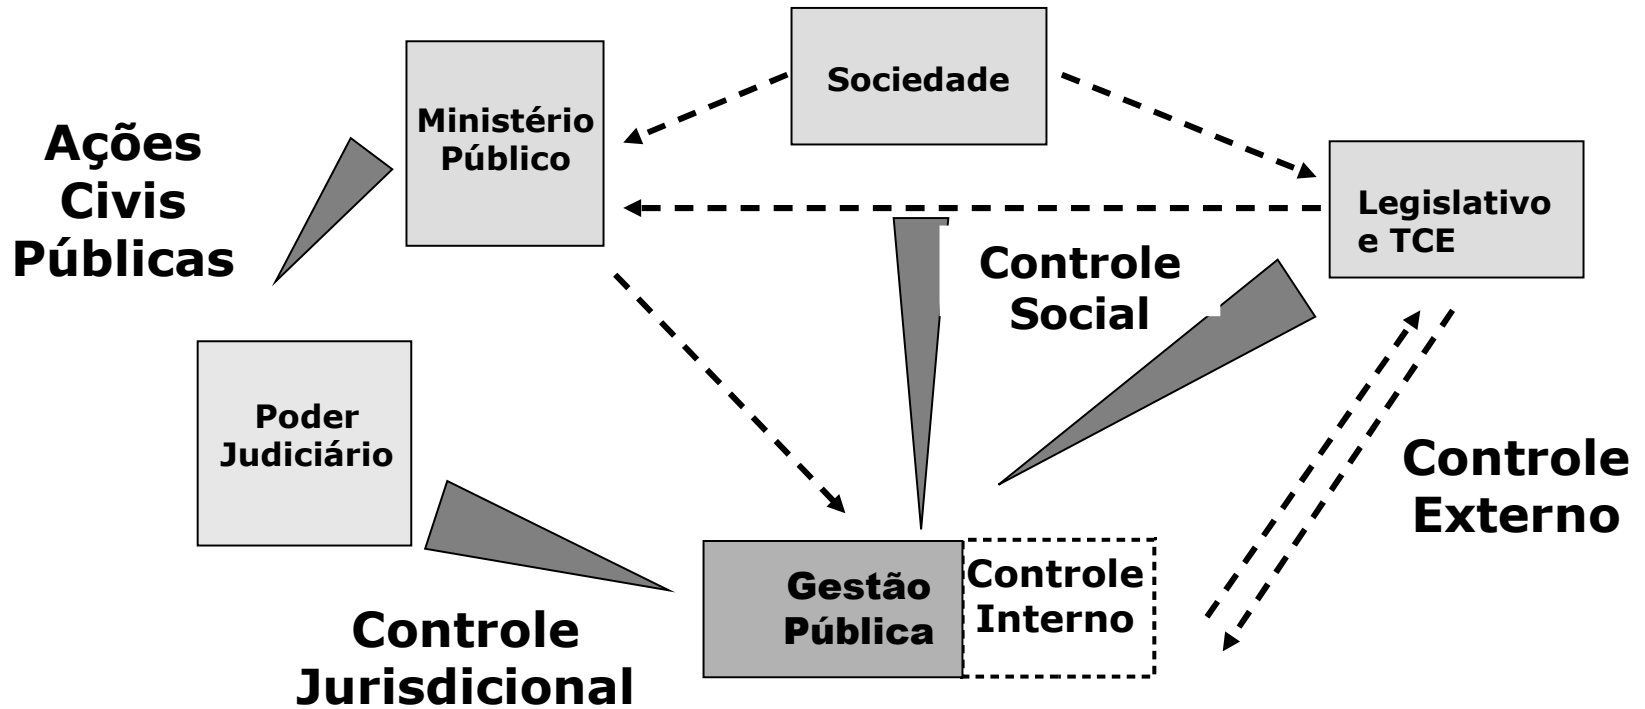 Sociedade
Ministério
Público
Ações
Civis
Públicas
Legislativo
e TCE
Controle
Social
Poder
Judiciário
Controle
Externo
Gestão
Pública
Controle
Interno
Controle
Jurisdicional